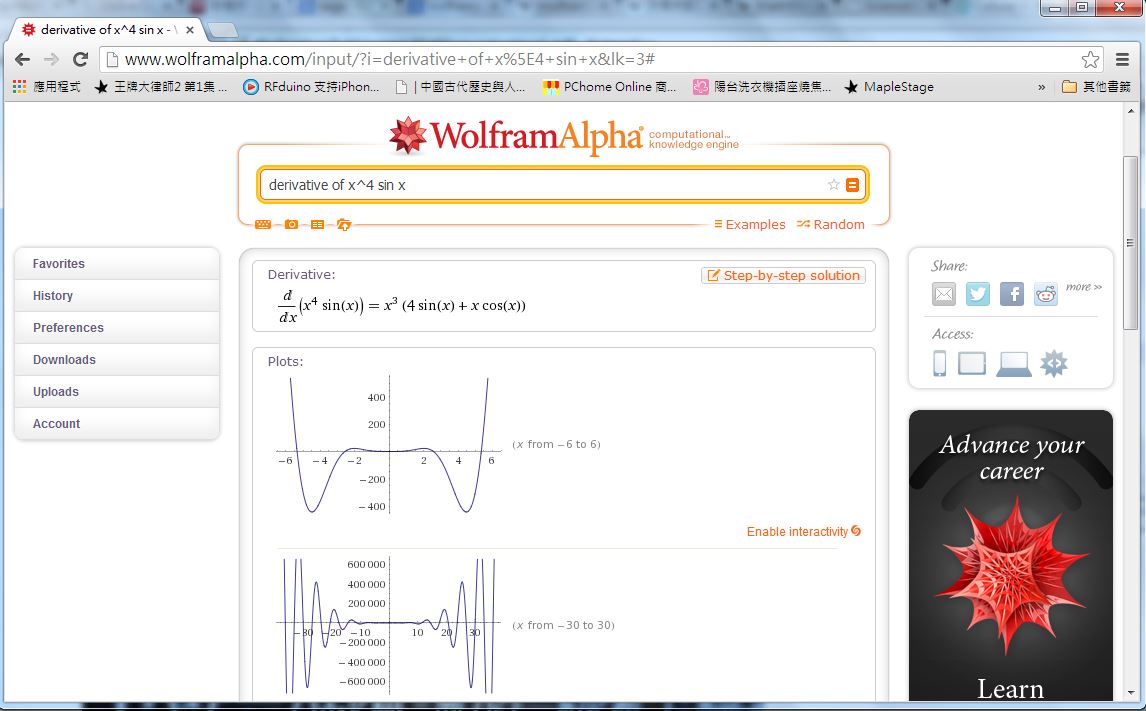 derivative of x^4 sin x - \
www.wolframalpha.com/input/?i=derivative+of+x%5E4+sin+x&lk=3#
應用程式 王牌大律師2 第1集 ... RFduino 支持iPhon... | 中國古代歷史與人... PChome Online 商... 陽台洗衣機插座燒焦... MapleStage » 其他書籤
WolframAlpha computational...
knowledge engine
derivative of x^4 sin x
Examples Random
Favorites
History
Preferences
Downloads
Uploads
Account
Derivative:
Step-by-step solution
d/dx(x⁴ sin(x)) = x³ (4 sin(x) + x cos(x))
Plots:
400
200
−6 −4 −2 2 4 6
−200
−400
(x from −6 to 6)
Enable interactivity
600 000
400 000
200 000
−30 −20 −10 10 20 30
−200 000
−400 000
−600 000
(x from −30 to 30)
Share:
more »
Access:
Advance your
career
Learn